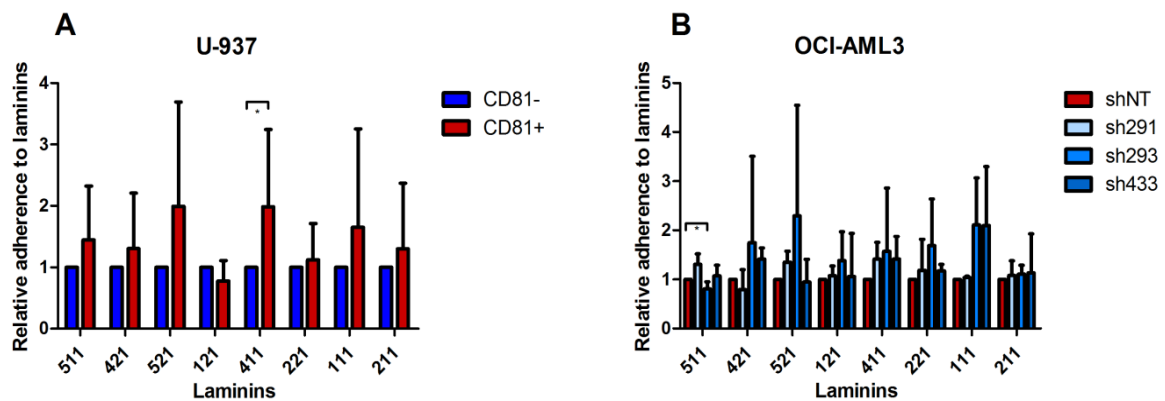 A
U-937
Relative adherence to laminins
4
3
2
1
0
*
511 421 521 121 411 221 111 211
Laminins
CD81-
CD81+
B
OCI-AML3
Relative adherence to laminins
5
4
3
2
1
0
*
511 421 521 121 411 221 111 211
Laminins
shNT
sh291
sh293
sh433